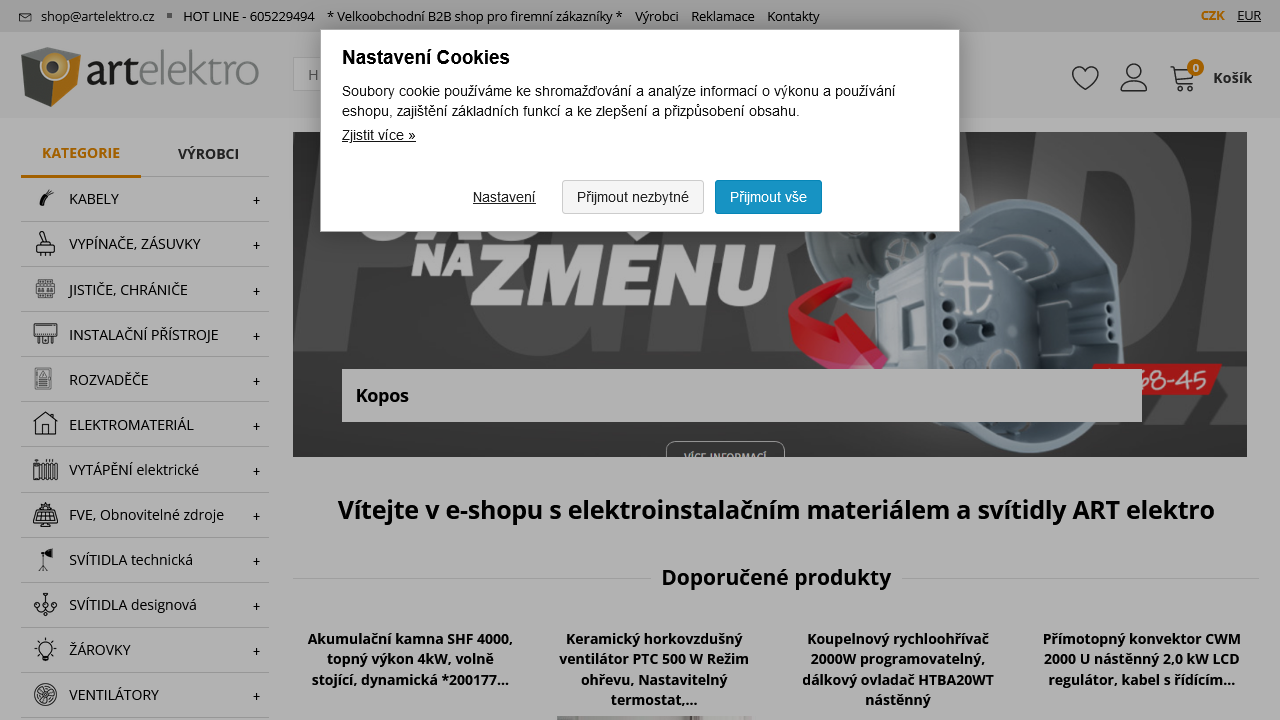 shop@artelektro.cz
HOT LINE - 605229494
* Velkoobchodní B2B shop pro firemní zákazníky *
Výrobci
Reklamace
Kontakty
CZK
EUR
artelektro
H
0
Košík
Nastavení Cookies
Soubory cookie používáme ke shromažďování a analýze informací o výkonu a používání
eshopu, zajištění základních funkcí a ke zlepšení a přizpůsobení obsahu.
Zjistit více »
Nastavení
Přijmout nezbytné
Přijmout vše
KATEGORIE
VÝROBCI
KABELY +
VYPÍNAČE, ZÁSUVKY +
JISTIČE, CHRÁNIČE +
INSTALAČNÍ PŘÍSTROJE +
ROZVADĚČE +
ELEKTROMATERIÁL +
VYTÁPĚNÍ elektrické +
FVE, Obnovitelné zdroje +
SVÍTIDLA technická +
SVÍTIDLA designová +
ŽÁROVKY +
VENTILÁTORY +
NA ZMENU
68-45
Kopos
VÍCE INFORMACÍ
Vítejte v e-shopu s elektroinstalačním materiálem a svítidly ART elektro
Doporučené produkty
Akumulační kamna SHF 4000,
topný výkon 4kW, volně
stojící, dynamická *200177...
Keramický horkovzdušný
ventilátor PTC 500 W Režim
ohřevu, Nastavitelný
termostat,...
Koupelnový rychloohřívač
2000W programovatelný,
dálkový ovladač HTBA20WT
nástěnný
Přímotopný konvektor CWM
2000 U nástěnný 2,0 kW LCD
regulátor, kabel s řídícím...